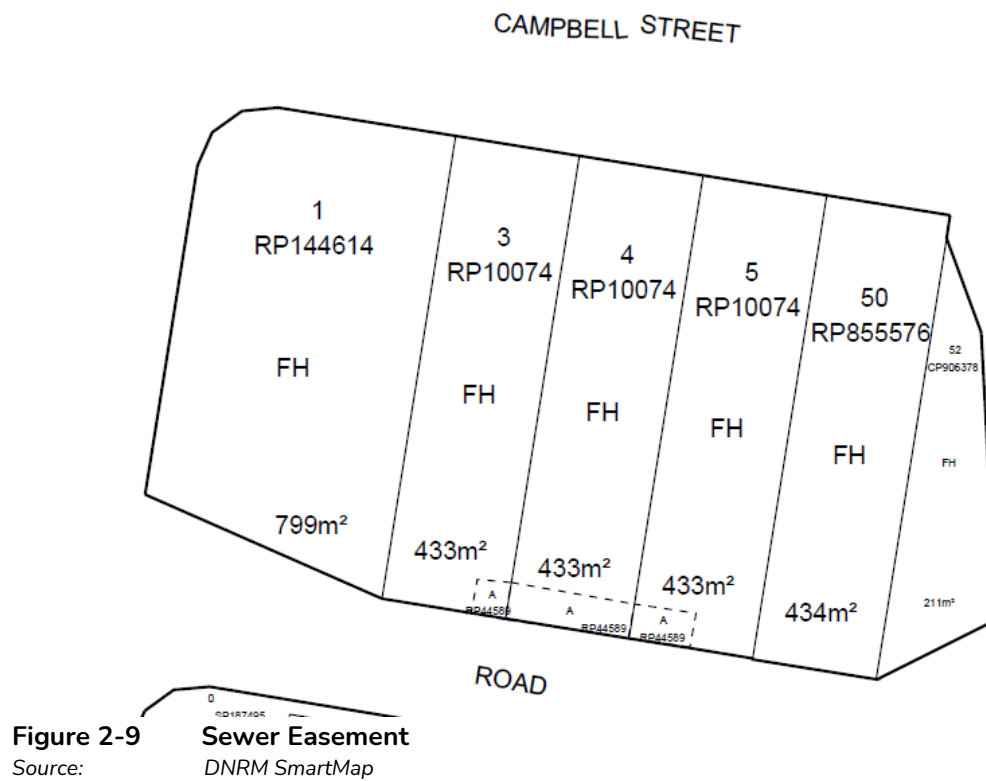 CAMPBELL STREET
1
RP144614
FH
799m²
3
RP10074
FH
433m²
4
RP10074
FH
433m²
5
RP10074
FH
433m²
50
RP855576
FH
434m²
52
CP906378
FH
211m²
A
RP44589
A
RP44589
A
RP44589
ROAD
0
SP187495
Figure 2-9 Sewer Easement
Source: DNRM SmartMap